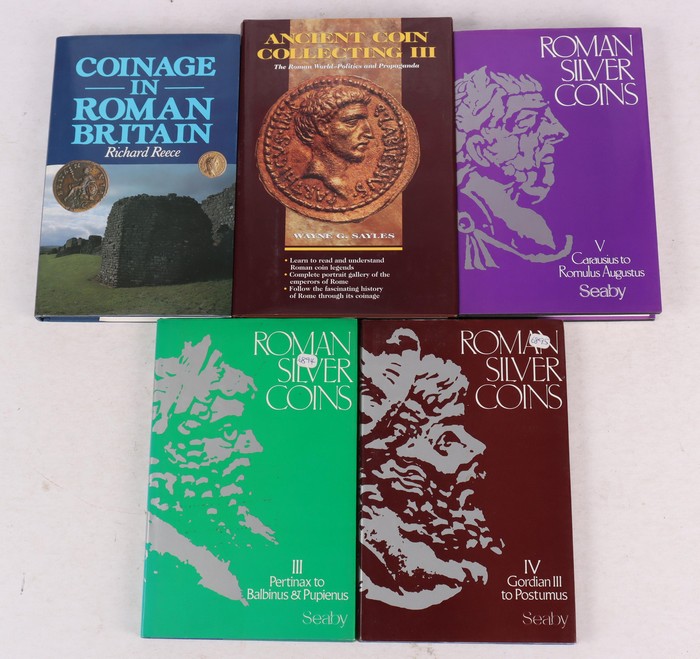 COINAGE
IN
ROMAN
BRITAIN
Richard Reece
ANCIENT COIN
COLLECTING III
The Roman World–Politics and Propaganda
WAYNE G. SAYLES
• Learn to read and understand
Roman coin legends
• Complete portrait gallery of the
emperors of Rome
• Follow the fascinating history
of Rome through its coinage
ROMAN
SILVER
COINS
V
Carausius to
Romulus Augustus
Seaby
ROMAN
SILVER
COINS
III
Pertinax to
Balbinus & Pupienus
Seaby
ROMAN
SILVER
COINS
IV
Gordian III
to Postumus
Seaby